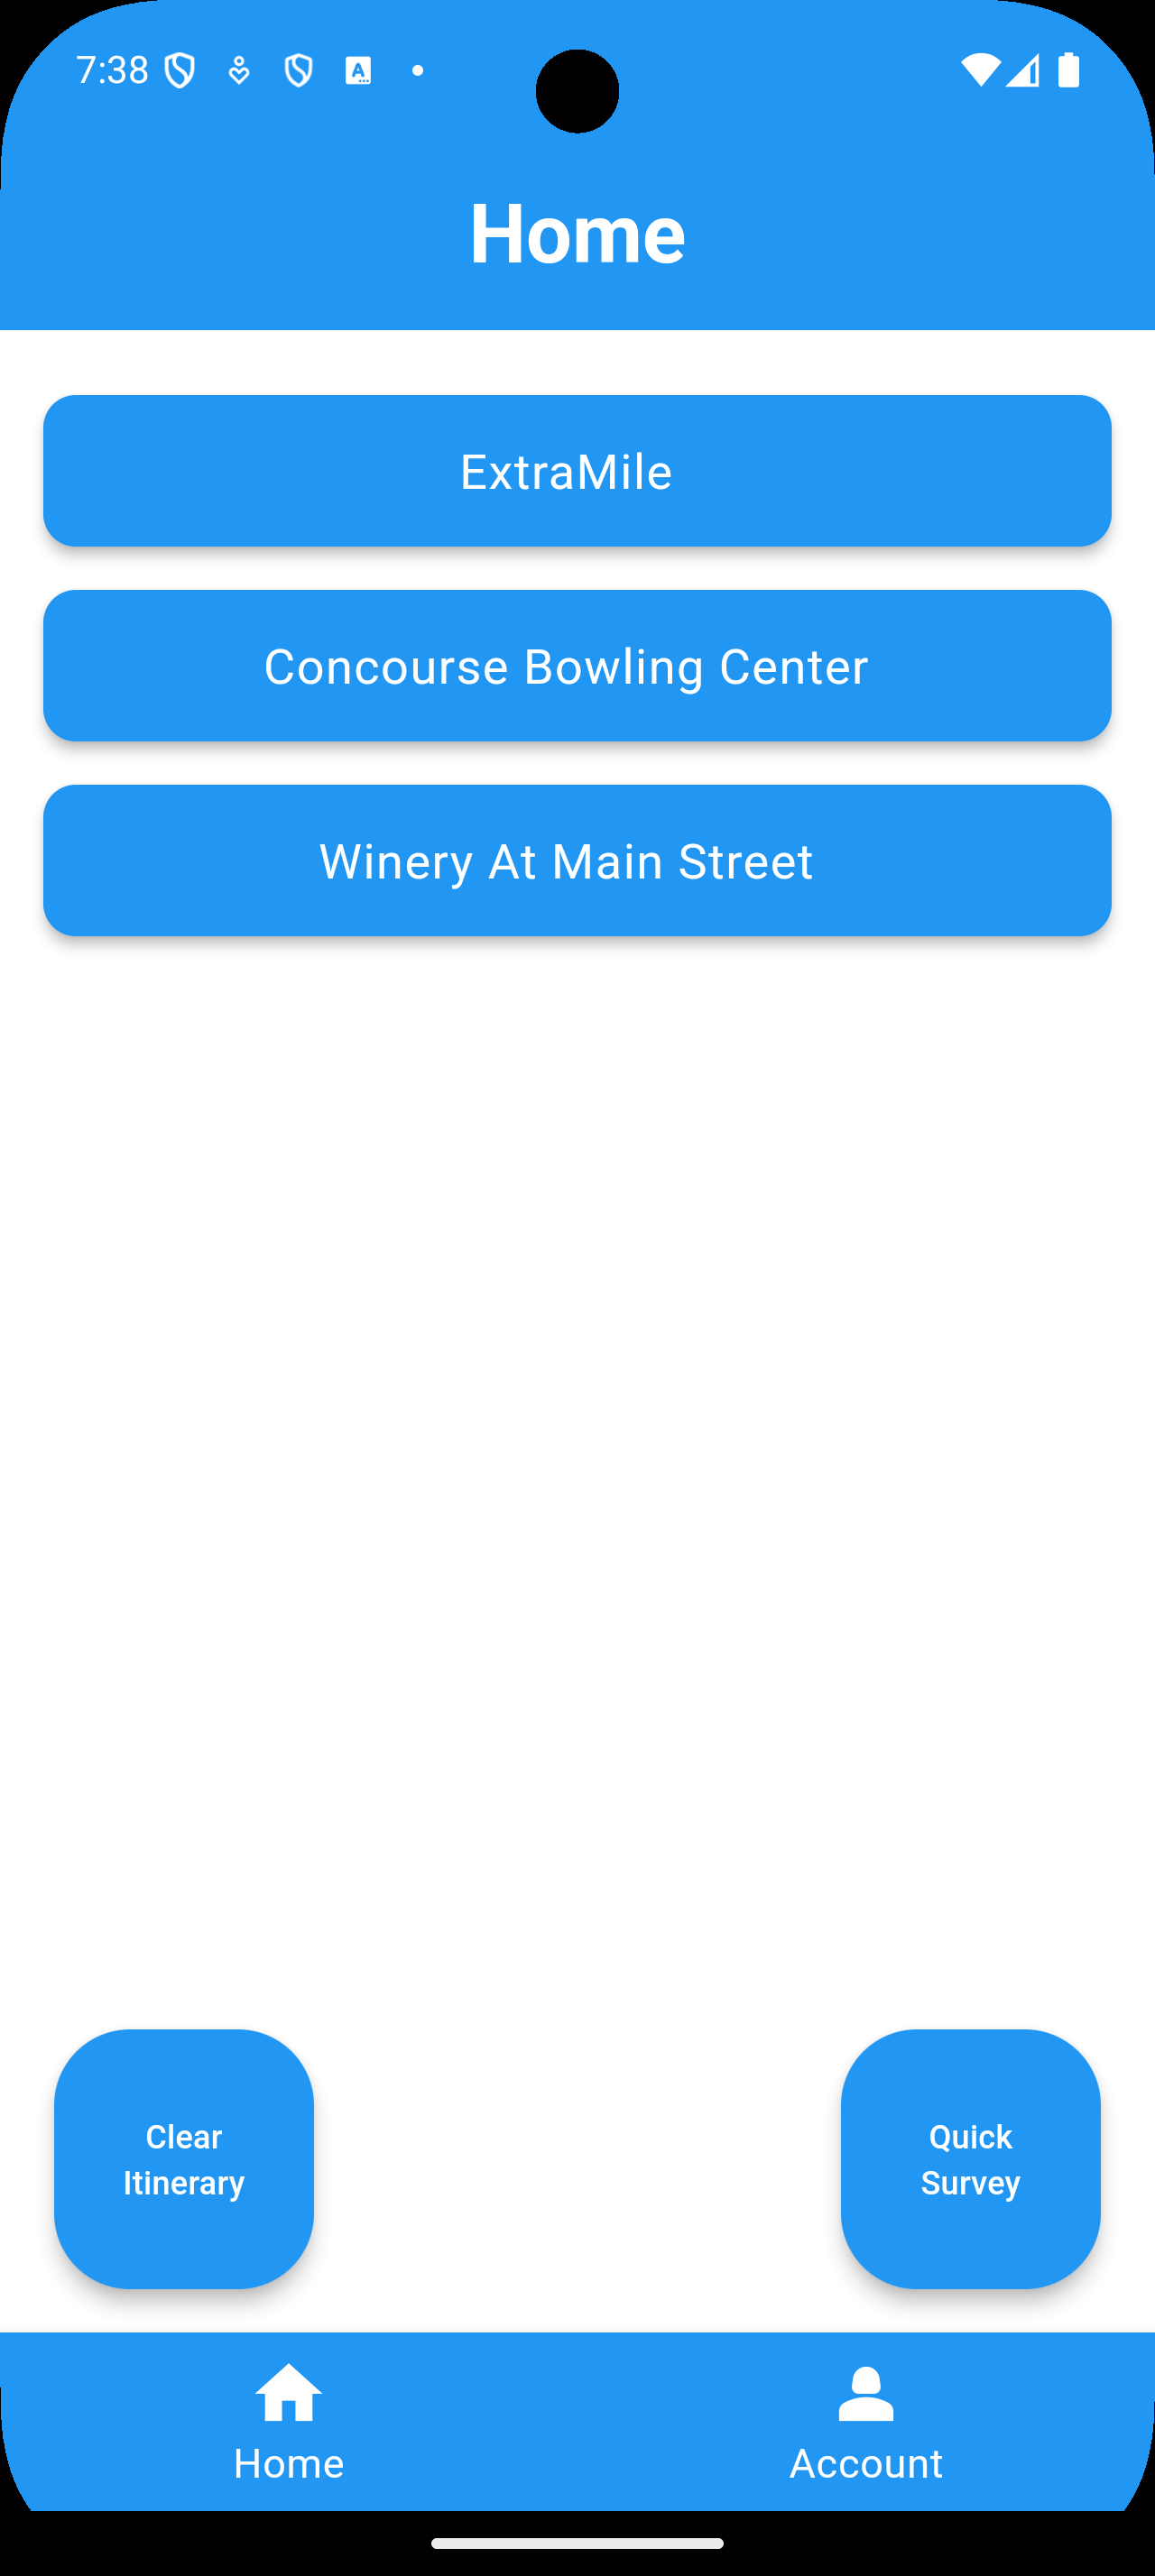 7:38
Home
ExtraMile
Concourse Bowling Center
Winery At Main Street
Clear
Itinerary
Quick
Survey
Home
Account